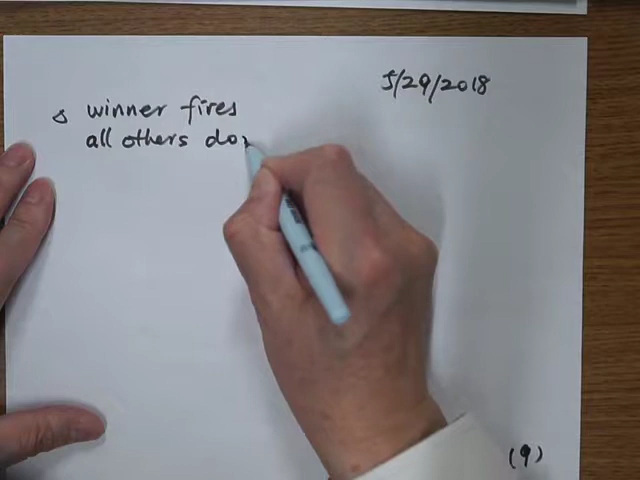 5/29/2018
△ winner fires
all others do
(9)